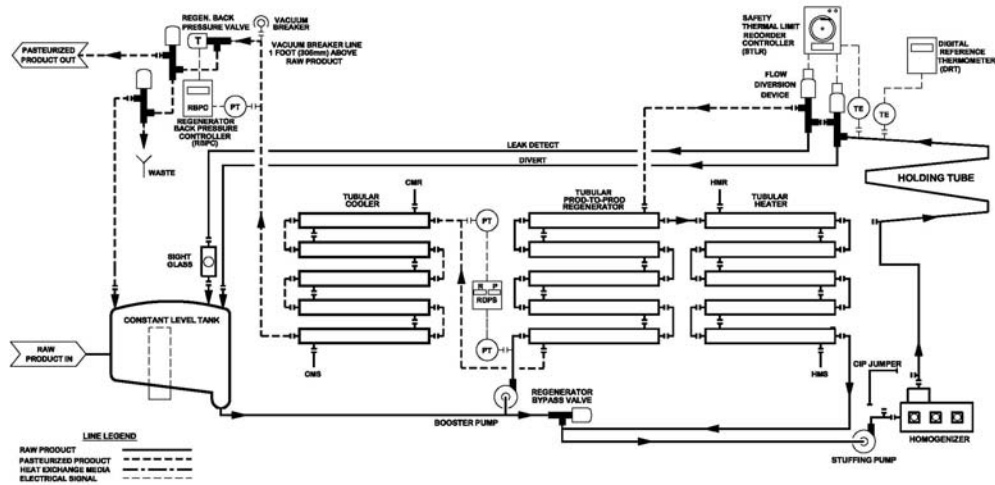 REGEN. BACK
PRESSURE VALVE
T
VACUUM
BREAKER
VACUUM BREAKER LINE
1 FOOT (305mm) ABOVE
RAW PRODUCT
PASTEURIZED
PRODUCT OUT
RBPC
PT
REGENERATOR
BACK PRESSURE
CONTROLLER
(RBPC)
WASTE
SAFETY
THERMAL LIMIT
RECORDER
CONTROLLER
(STLR)
DIGITAL
REFERENCE
THERMOMETER
(DRT)
FLOW
DIVERSION
DEVICE
TE
TE
LEAK DETECT
DIVERT
HOLDING TUBE
CMR
TUBULAR
COOLER
TUBULAR
PROD-TO-PROD
REGENERATOR
HMR
TUBULAR
HEATER
PT
R P
RDPS
PT
SIGHT
GLASS
CONSTANT LEVEL TANK
RAW
PRODUCT IN
CMS
HMS
CIP JUMPER
REGENERATOR
BYPASS VALVE
BOOSTER PUMP
STUFFING PUMP
HOMOGENIZER
LINE LEGEND
RAW PRODUCT
PASTEURIZED PRODUCT
HEAT EXCHANGE MEDIA
ELECTRICAL SIGNAL